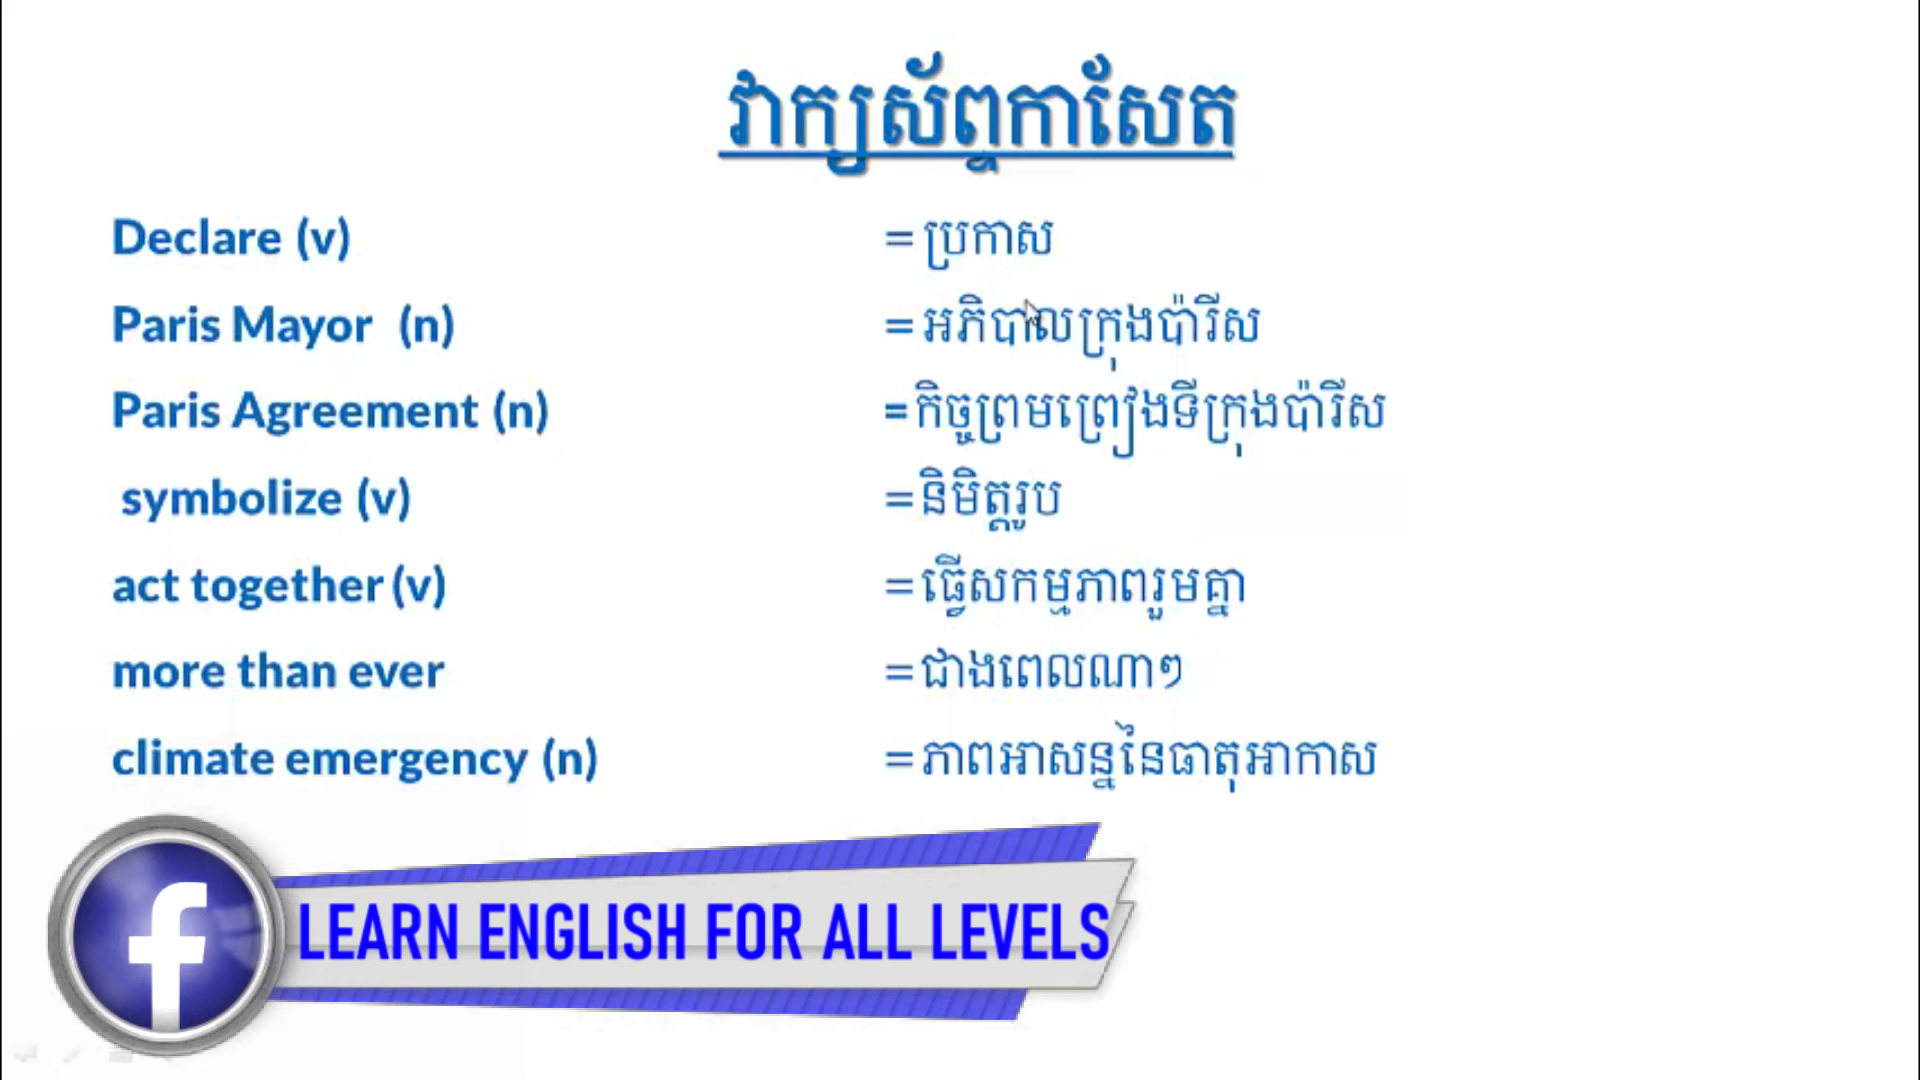 វាក្យស័ព្ទកាសែត
Declare (v) = ប្រកាស
Paris Mayor (n) = អភិបាលក្រុងប៉ារីស
Paris Agreement (n) = កិច្ចព្រមព្រៀងទីក្រុងប៉ារីស
symbolize (v) = និមិត្តរូប
act together (v) = ធ្វើសកម្មភាពរួមគ្នា
more than ever = ជាងពេលណាៗ
climate emergency (n) = ភាពអាសន្ននៃធាតុអាកាស
LEARN ENGLISH FOR ALL LEVELS